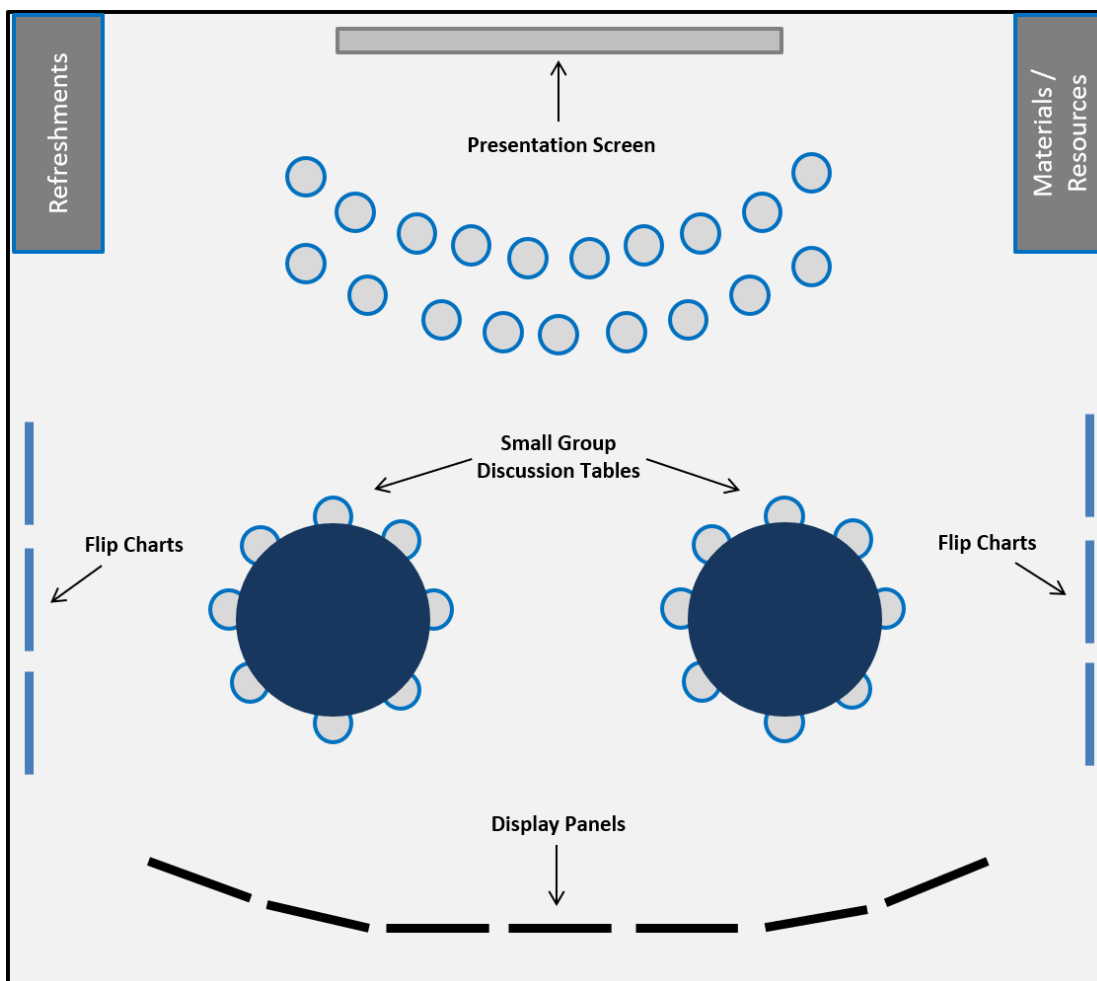 Refreshments
Materials /
Resources
Presentation Screen
Small Group
Discussion Tables
Flip Charts
Flip Charts
Display Panels